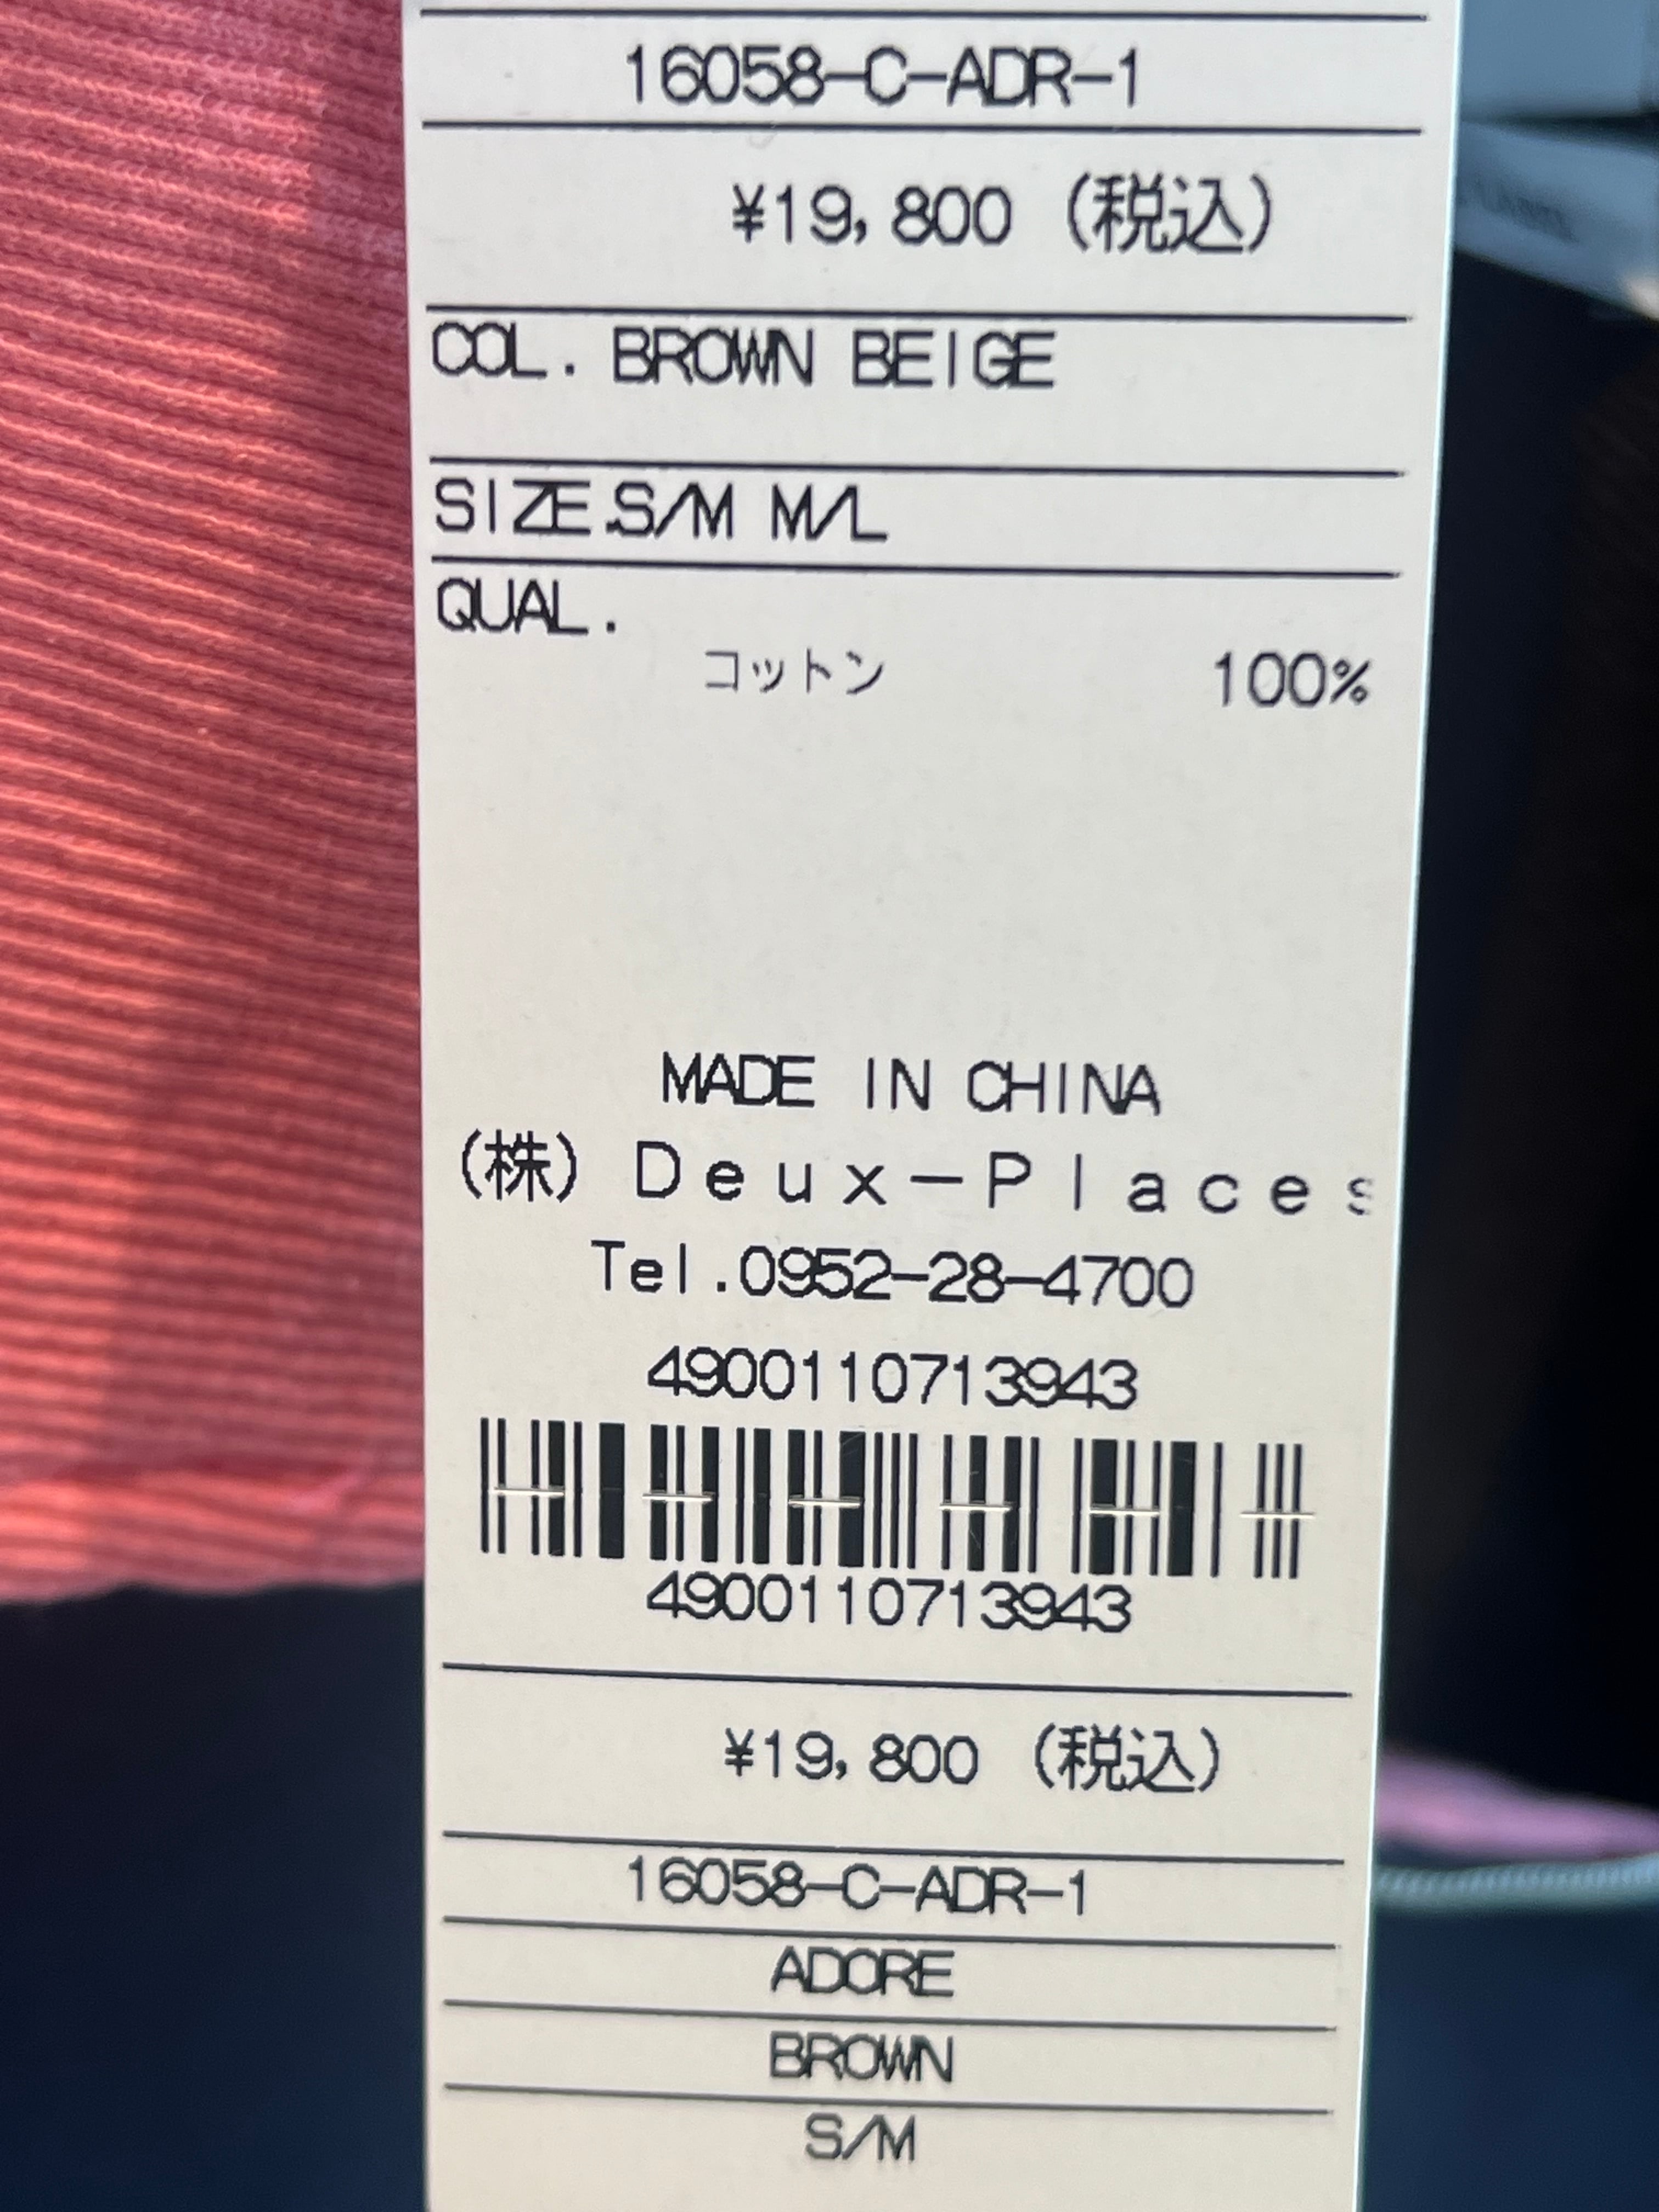 16058-C-ADR-1
¥19,800 (税込)
COL. BROWN BEIGE
SIZE.S/M M/L
QUAL.
コットン 100%
MADE IN CHINA
(株) Deux-Places
Tel.0952-28-4700
4900110713943
4900110713943
¥19,800 (税込)
16058-C-ADR-1
ADORE
BROWN
S/M